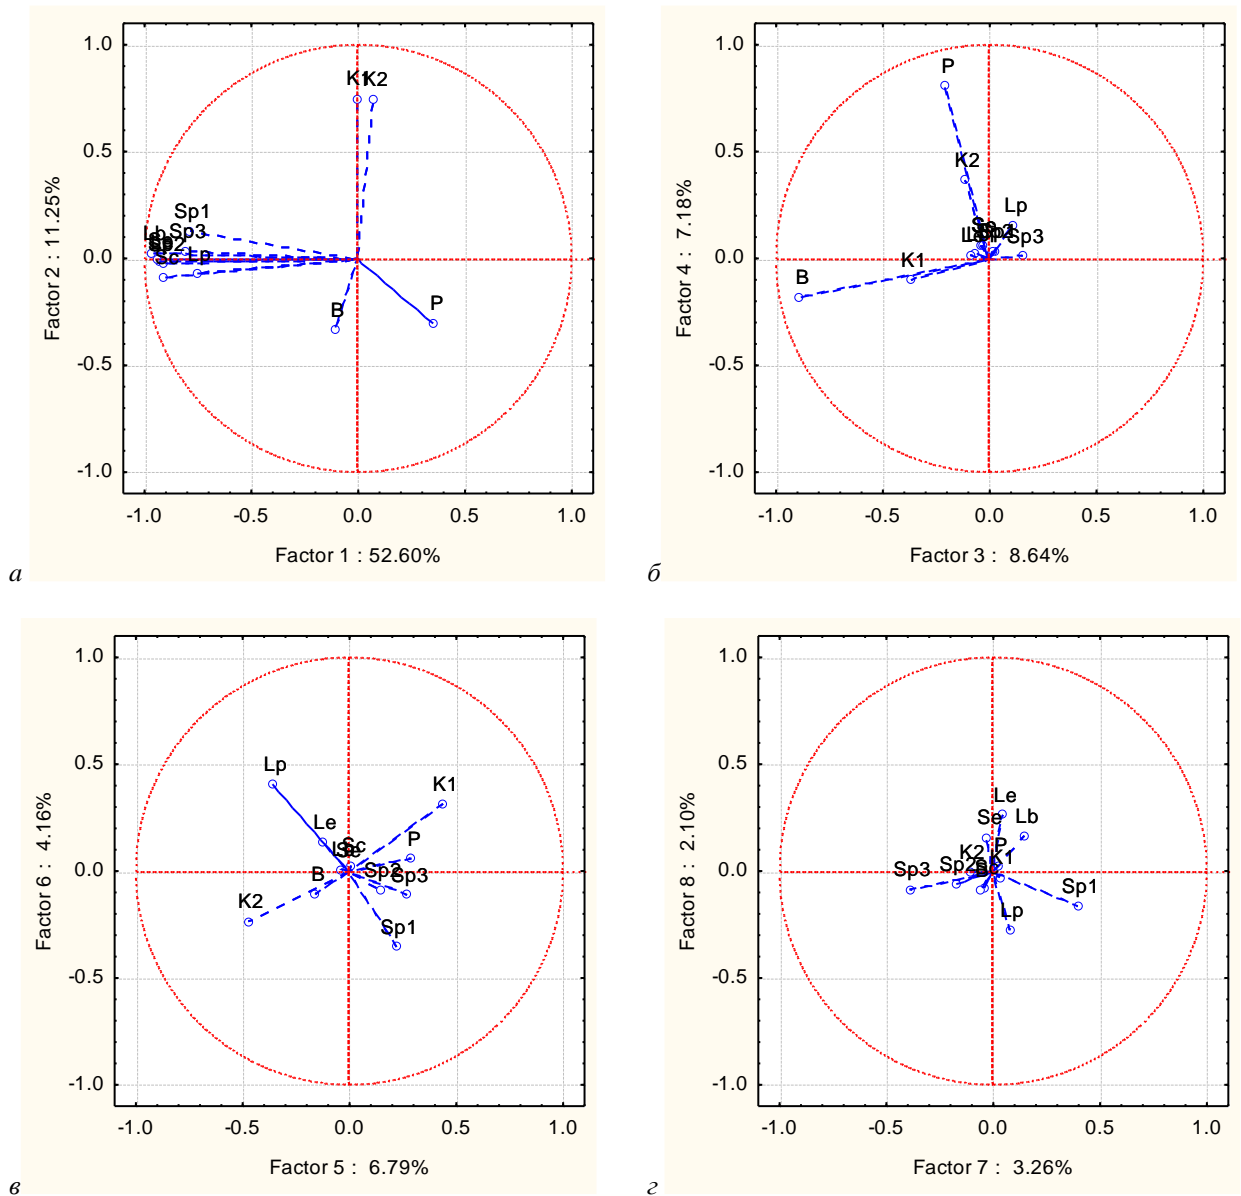 1.0
K1
K2
0.5
Sp1
Sp3
Lp
0.0
Sc
B
P
-0.5
-1.0
Factor 2 : 11.25%
-1.0 -0.5 0.0 0.5 1.0
Factor 1 : 52.60%
а
1.0
P
0.5
K2
Lp
Sp3
0.0
K1
B
-0.5
-1.0
Factor 4 : 7.18%
-1.0 -0.5 0.0 0.5 1.0
Factor 3 : 8.64%
б
1.0
0.5
Lp
K1
Le
Sc
P
Se
0.0
B
Sp2
Sp3
K2
Sp1
-0.5
-1.0
Factor 6 : 4.16%
-1.0 -0.5 0.0 0.5 1.0
Factor 5 : 6.79%
в
1.0
0.5
Le
Se
Lb
P
K2
K1
0.0
Sp3
Sp2
Sp1
Lp
-0.5
-1.0
Factor 8 : 2.10%
-1.0 -0.5 0.0 0.5 1.0
Factor 7 : 3.26%
г